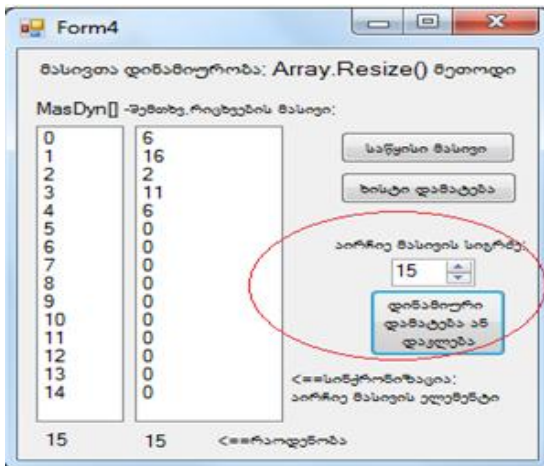 Form4
მასივთა დინამიურობა: Array.Resize() მეთოდი
MasDyn[] -შემთხვ.რიცხვების მასივი:
0 6
1 16
2 2
3 11
4 6
5 0
6 0
7 0
8 0
9 0
10 0
11 0
12 0
13 0
14 0
საწყისი მასივი
ხისტი დამატება
აირჩიე მასივის სიგრძე:
15
დინამიური
დამატება ან
დაკლება
<==სინქრონიზაცია:
აირჩიე მასივის ელემენტი
15 15 <==რაოდენობა